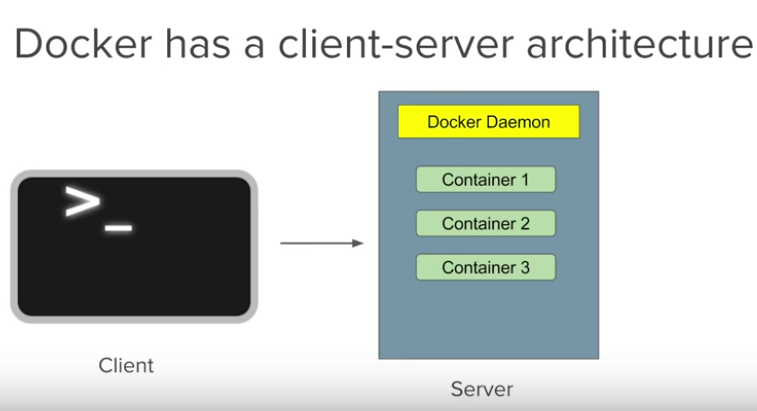 Docker has a client-server architecture
Docker Daemon
Container 1
Container 2
Container 3
>_
Client
Server